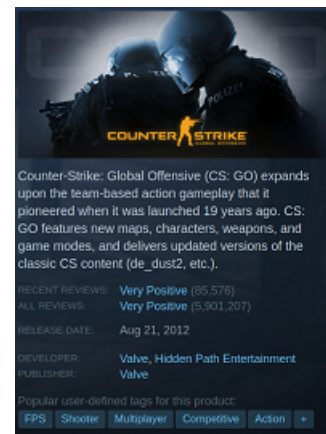 POLIZEI
COUNTER STRIKE
GLOBAL OFFENSIVE
Counter-Strike: Global Offensive (CS: GO) expands
upon the team-based action gameplay that it
pioneered when it was launched 19 years ago. CS:
GO features new maps, characters, weapons, and
game modes, and delivers updated versions of the
classic CS content (de_dust2, etc.).
RECENT REVIEWS: Very Positive (85,576)
ALL REVIEWS: Very Positive (5,901,207)
RELEASE DATE: Aug 21, 2012
DEVELOPER: Valve, Hidden Path Entertainment
PUBLISHER: Valve
Popular user-defined tags for this product:
FPS Shooter Multiplayer Competitive Action +